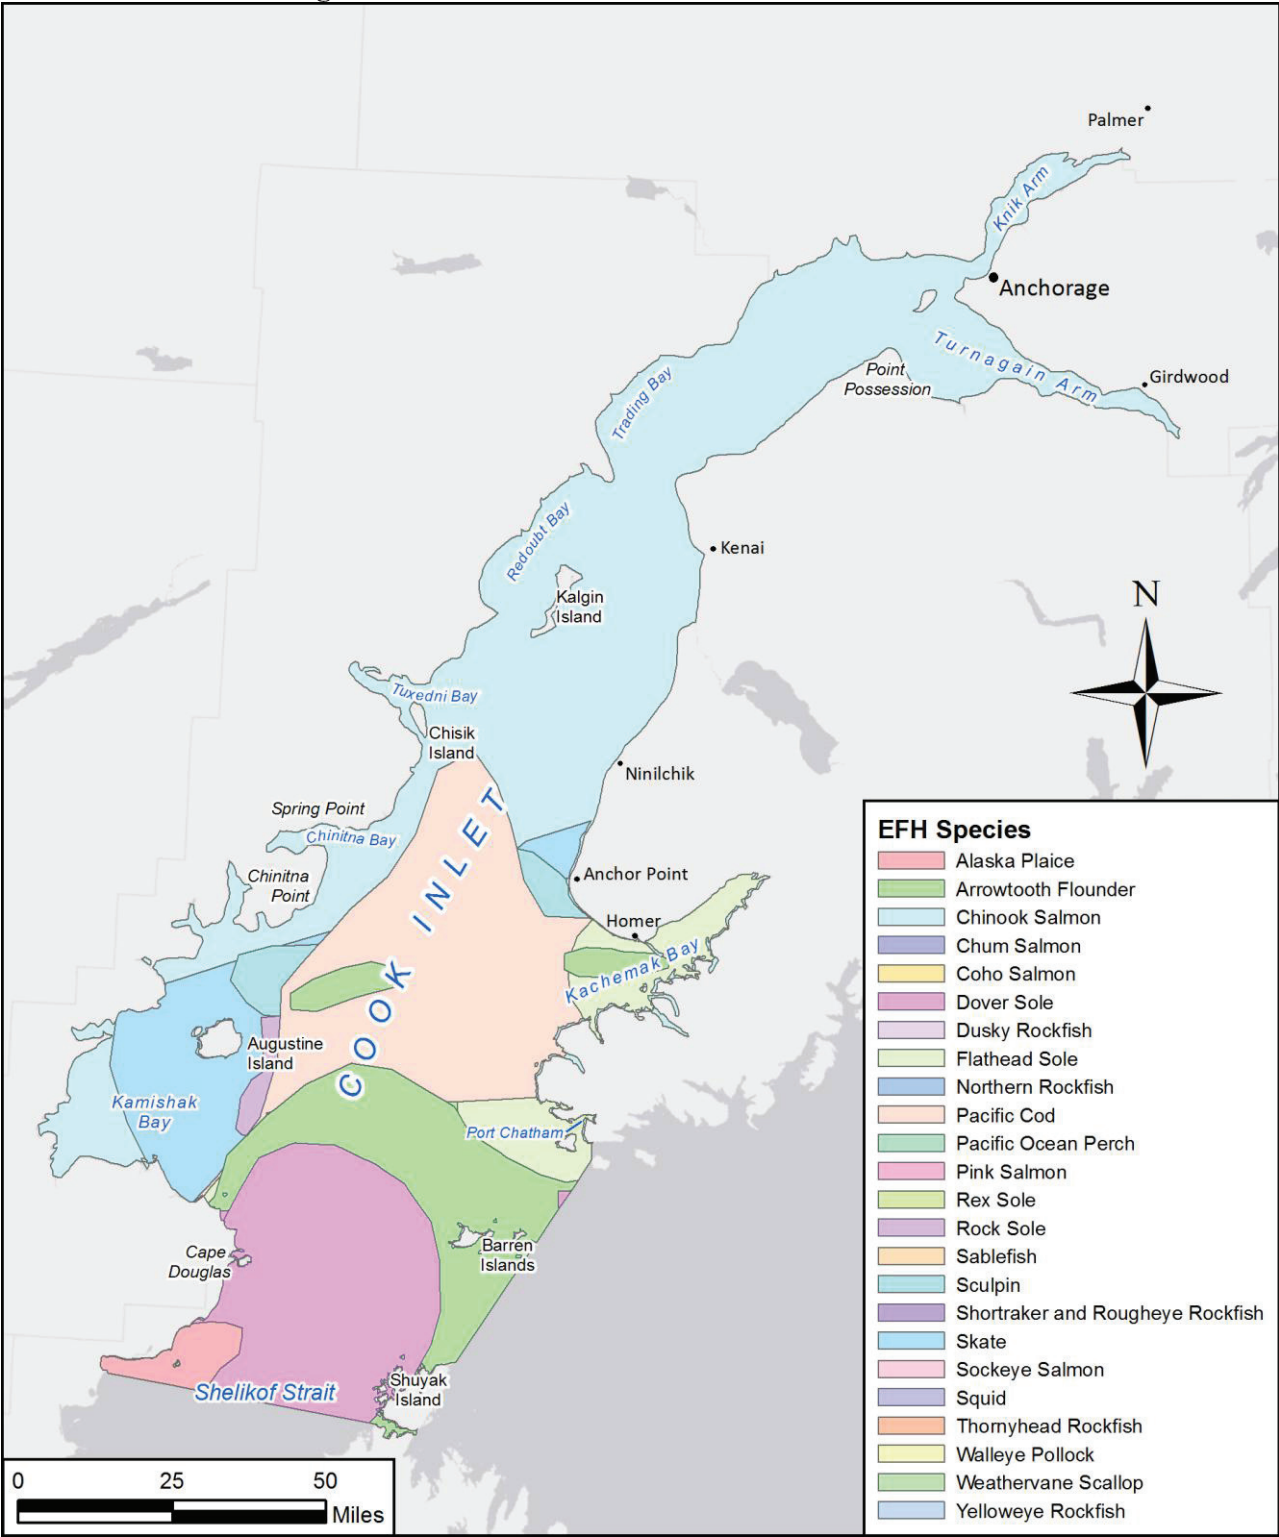 Palmer
Knik Arm
Anchorage
Turnagain Arm
Point
Possession
Girdwood
Trading Bay
Redoubt Bay
Kenai
Kalgin
Island
N
Tuxedni Bay
Chisik
Island
Ninilchik
Spring Point
Chinitna Bay
Chinitna
Point
COOK INLET
Anchor Point
Homer
Kachemak Bay
Augustine
Island
Kamishak
Bay
Port Chatham
Barren
Islands
Cape
Douglas
Shuyak
Island
Shelikof Strait
0 25 50
Miles
EFH Species
Alaska Plaice
Arrowtooth Flounder
Chinook Salmon
Chum Salmon
Coho Salmon
Dover Sole
Dusky Rockfish
Flathead Sole
Northern Rockfish
Pacific Cod
Pacific Ocean Perch
Pink Salmon
Rex Sole
Rock Sole
Sablefish
Sculpin
Shortraker and Rougheye Rockfish
Skate
Sockeye Salmon
Squid
Thornyhead Rockfish
Walleye Pollock
Weathervane Scallop
Yelloweye Rockfish